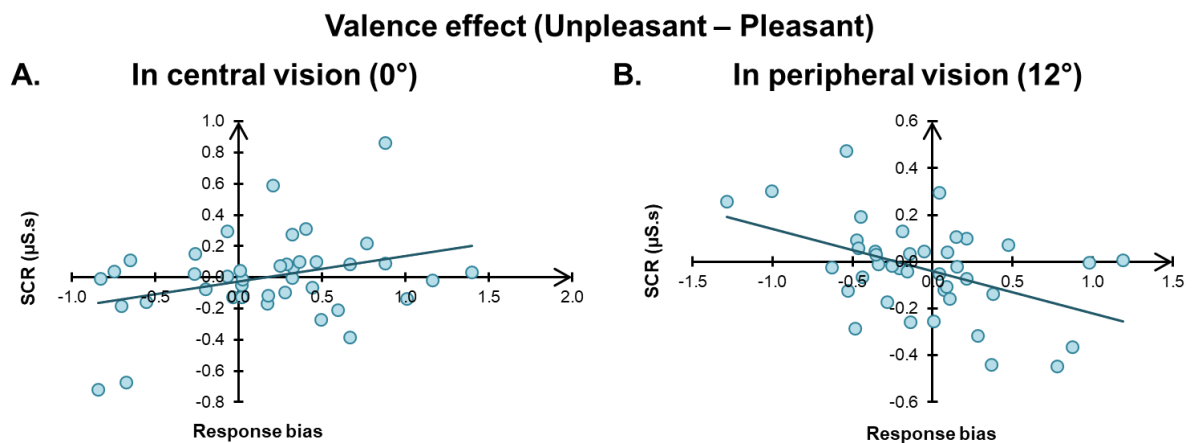 Valence effect (Unpleasant – Pleasant)
A. In central vision (0°)
B. In peripheral vision (12°)
1.0
0.8
0.6
0.4
0.2
0.0
-0.2
-0.4
-0.6
-0.8
-1.0 -0.5 0.0 0.5 1.0 1.5 2.0
SCR (µS.s)
Response bias
0.6
0.4
0.2
0.0
-0.2
-0.4
-0.6
-1.5 -1.0 -0.5 0.0 0.5 1.0 1.5
SCR (µS.s)
Response bias